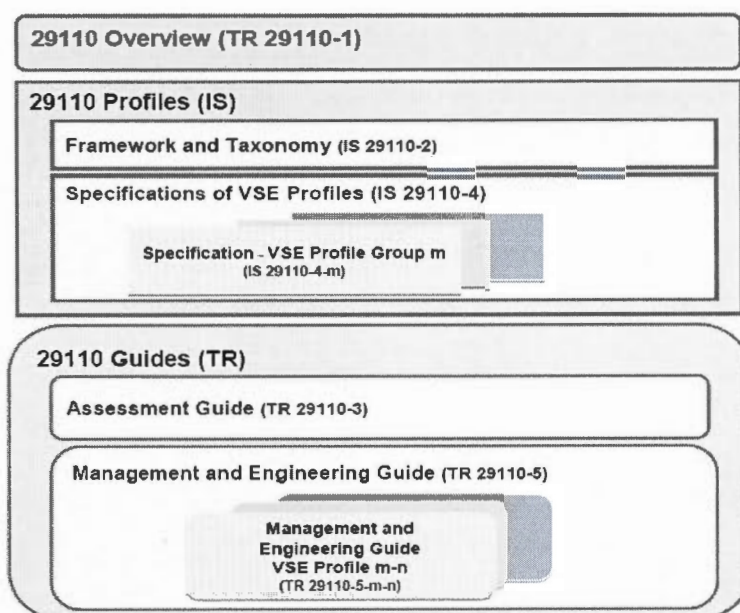 29110 Overview (TR 29110-1)
29110 Profiles (IS)
Framework and Taxonomy (IS 29110-2)
Specifications of VSE Profiles (IS 29110-4)
Specification - VSE Profile Group m
(IS 29110-4-m)
29110 Guides (TR)
Assessment Guide (TR 29110-3)
Management and Engineering Guide (TR 29110-5)
Management and
Engineering Guide
VSE Profile m-n
(TR 29110-5-m-n)